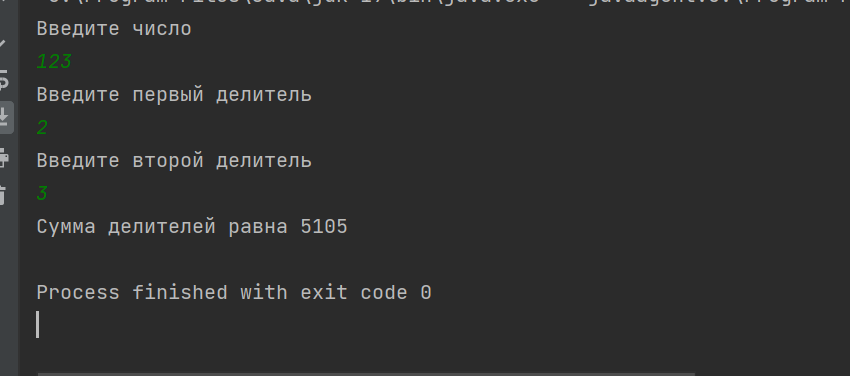 Введите число
123
Введите первый делитель
2
Введите второй делитель
3
Сумма делителей равна 5105
Process finished with exit code 0